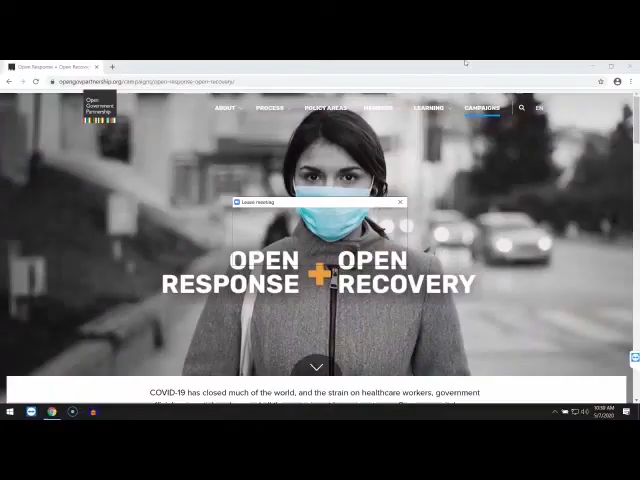 Open Response + Open Recovery
opengovpartnership.org/campaigns/open-response-open-recovery/
Open
Government
Partnership
ABOUT
PROCESS
POLICY AREAS
MEMBERS
LEARNING
CAMPAIGNS
EN
Leave meeting
OPEN RESPONSE + OPEN RECOVERY
COVID-19 has closed much of the world, and the strain on healthcare workers, government
10:30 AM
5/7/2020